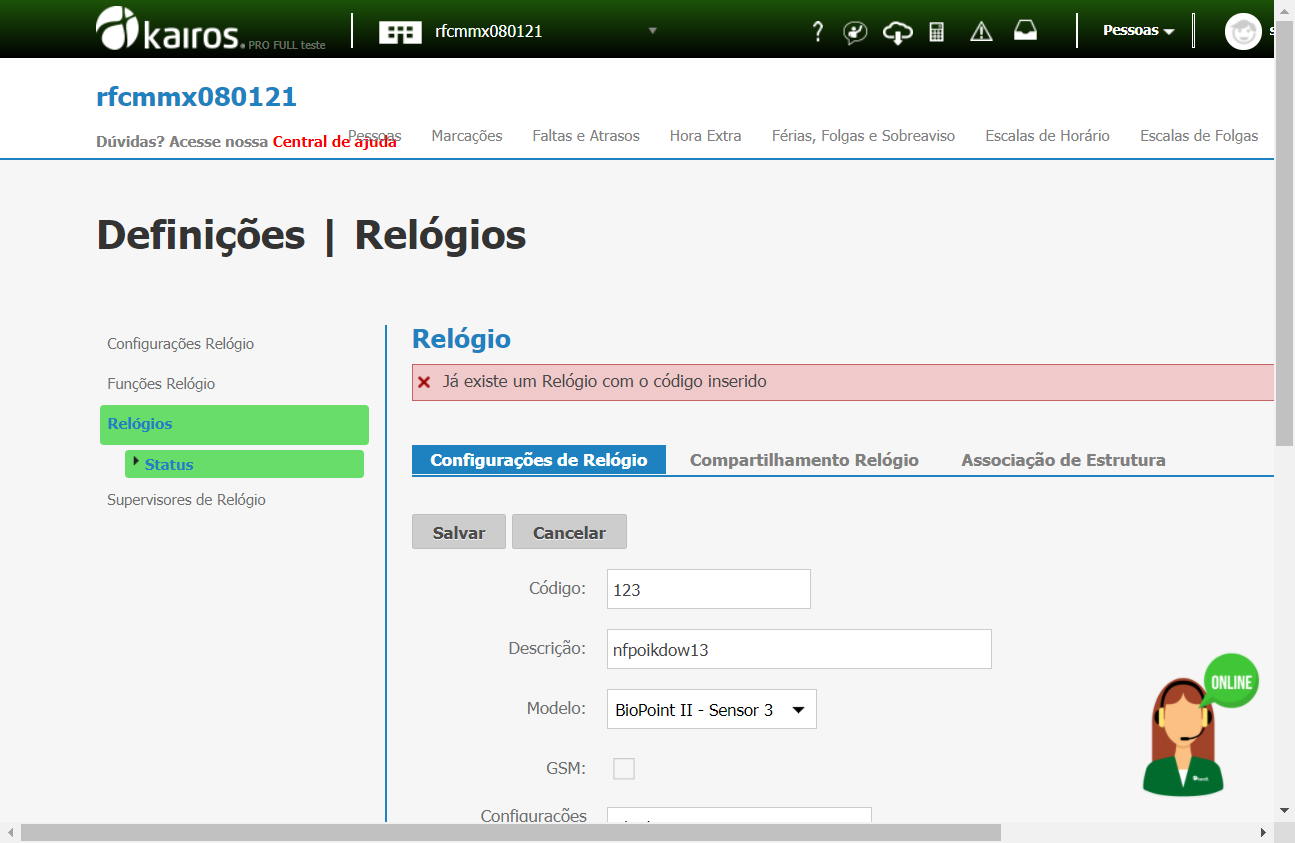 kairos. PRO FULL teste
rfcmmx080121
?
Pessoas
s
rfcmmx080121
Dúvidas? Acesse nossa Central de ajuda
Pessoas
Marcações
Faltas e Atrasos
Hora Extra
Férias, Folgas e Sobreaviso
Escalas de Horário
Escalas de Folgas
Definições | Relógios
Configurações Relógio
Funções Relógio
Relógios
Status
Supervisores de Relógio
Relógio
Já existe um Relógio com o código inserido
Configurações de Relógio
Compartilhamento Relógio
Associação de Estrutura
Salvar
Cancelar
Código:
123
Descrição:
nfpoikdow13
Modelo:
BioPoint II - Sensor 3
GSM:
Configurações
ONLINE